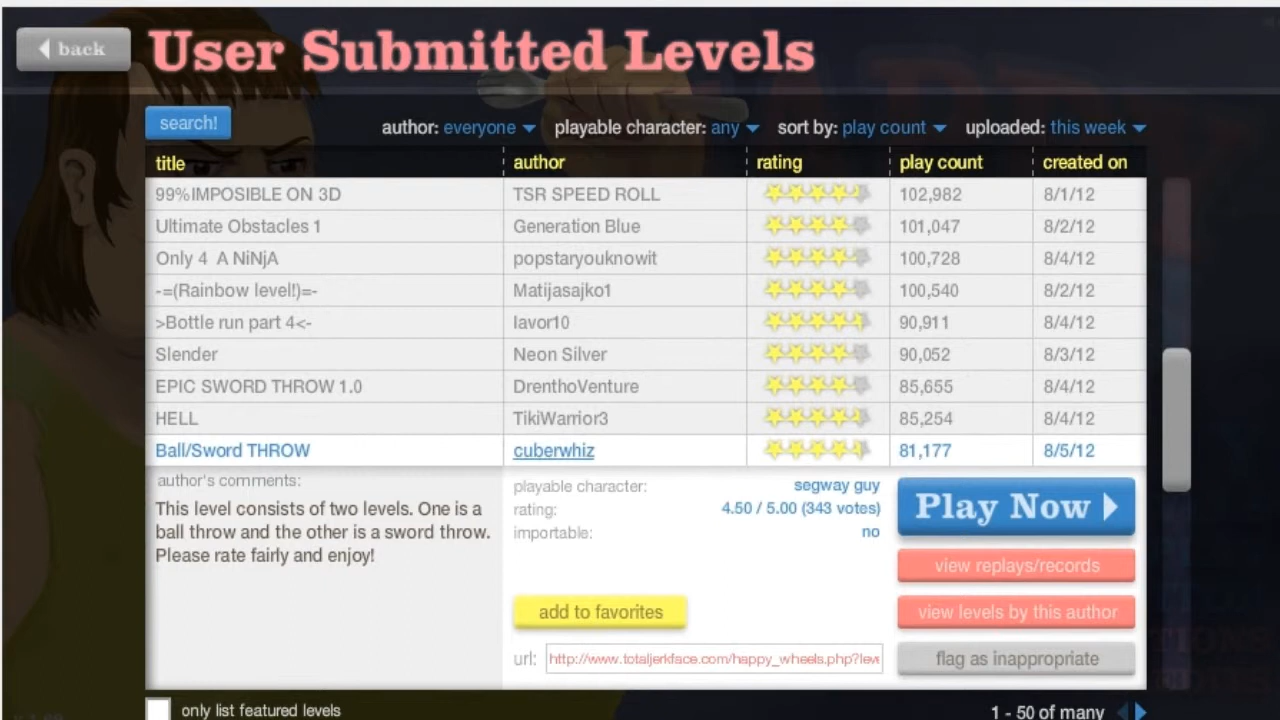 back
User Submitted Levels
search!
author: everyone playable character: any sort by: play count uploaded: this week
title author rating play count created on
99%IMPOSIBLE ON 3D TSR SPEED ROLL 102,982 8/1/12
Ultimate Obstacles 1 Generation Blue 101,047 8/2/12
Only 4 A NiNjA popstaryouknowit 100,728 8/4/12
-=(Rainbow level!)=- Matijasajko1 100,540 8/2/12
>Bottle run part 4<- lavor10 90,911 8/4/12
Slender Neon Silver 90,052 8/3/12
EPIC SWORD THROW 1.0 DrenthoVenture 85,655 8/4/12
HELL TikiWarrior3 85,254 8/4/12
Ball/Sword THROW cuberwhiz 81,177 8/5/12
author's comments:
This level consists of two levels. One is a
ball throw and the other is a sword throw.
Please rate fairly and enjoy!
playable character: segway guy
rating: 4.50 / 5.00 (343 votes)
importable: no
add to favorites
url: http://www.totaljerkface.com/happy_wheels.php?leve
Play Now
view replays/records
view levels by this author
flag as inappropriate
only list featured levels
1 - 50 of many